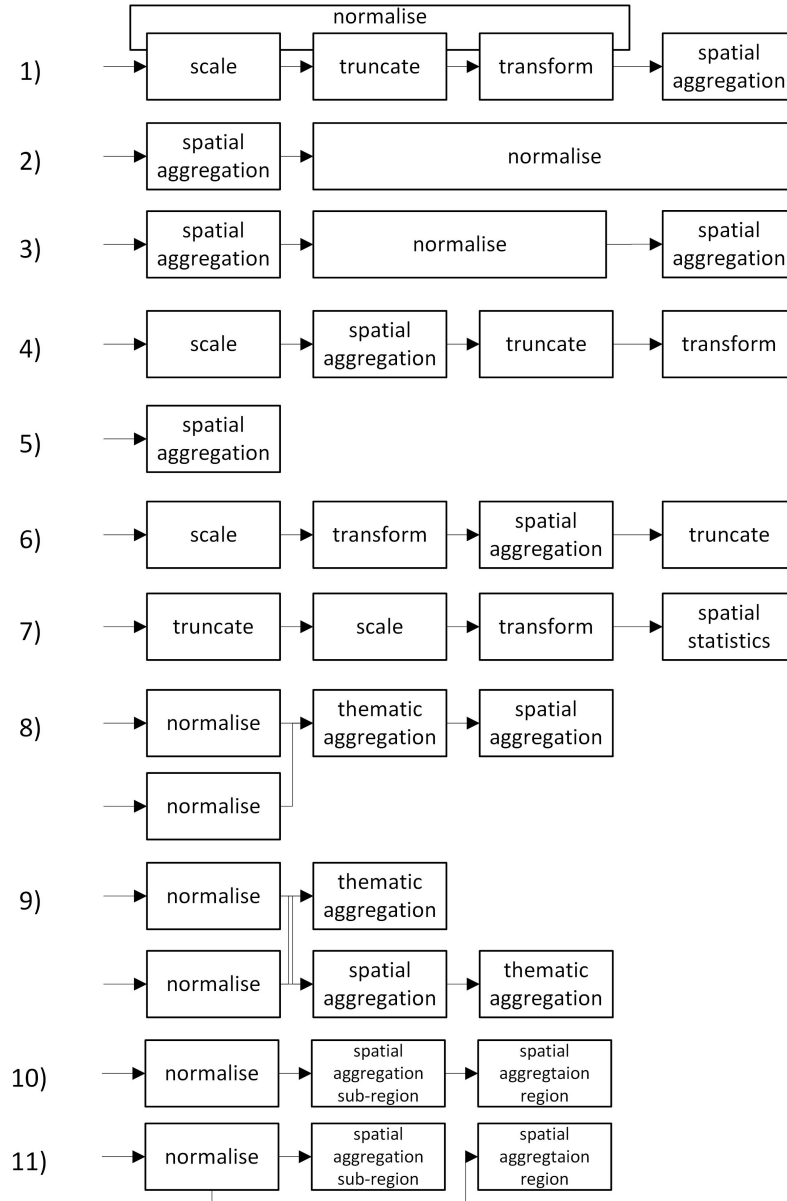 normalise
1) scale truncate transform spatial
aggregation
2) spatial
aggregation normalise
3) spatial
aggregation normalise spatial
aggregation
4) scale spatial
aggregation truncate transform
5) spatial
aggregation
6) scale transform spatial
aggregation truncate
7) truncate scale transform spatial
statistics
8) normalise thematic
aggregation spatial
aggregation
normalise
9) normalise thematic
aggregation
normalise spatial
aggregation thematic
aggregation
10) normalise spatial
aggregation
sub-region spatial
aggregtaion
region
11) normalise spatial
aggregation
sub-region spatial
aggregtaion
region